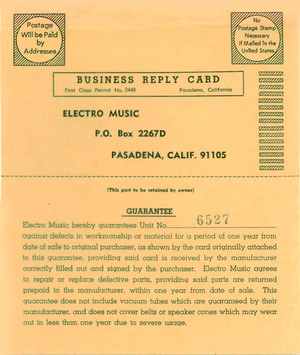 Postage
Will be Paid
by
Addressee
No
Postage Stamp
Necessary
If Mailed In the
United States
BUSINESS REPLY CARD
First Class Permit No. 2448 Pasadena, California
ELECTRO MUSIC
P.O. Box 2267D
PASADENA, CALIF. 91105
(This part to be retained by owner)
GUARANTEE
Electro Music hereby guarantees Unit No. 6527
against defects in workmanship or material for a period of one year from
date of sale to original purchaser, as shown by the card originally attached
to this guarantee, providing said card is received by the manufacturer
correctly filled out and signed by the purchaser. Electro Music agrees
to repair or replace defective parts, providing said parts are returned
prepaid to the manufacturer, within one year from date of sale. This
guarantee does not include vacuum tubes which are guaranteed by their
manufacturer, and does not cover belts or speaker cones which may wear
out in less than one year due to severe usage.